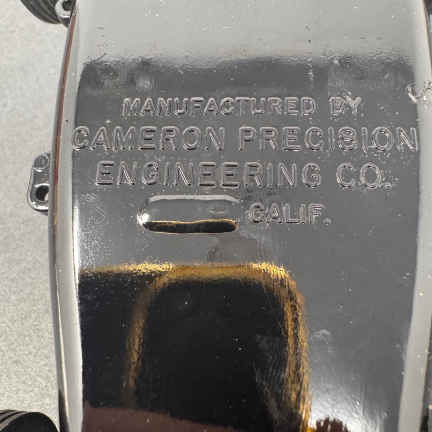 MANUFACTURED BY
CAMERON PRECISION
ENGINEERING CO.
CALIF.